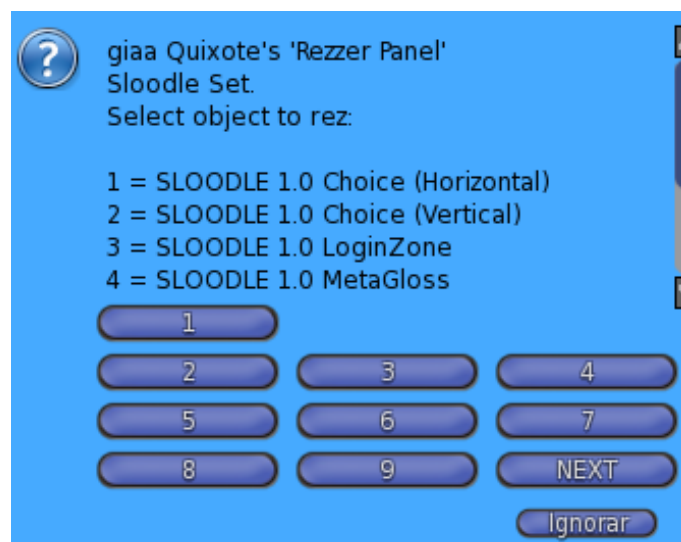 giaa Quixote's 'Rezzer Panel'
Sloodle Set.
Select object to rez:
1 = SLOODLE 1.0 Choice (Horizontal)
2 = SLOODLE 1.0 Choice (Vertical)
3 = SLOODLE 1.0 LoginZone
4 = SLOODLE 1.0 MetaGloss
1
2 3 4
5 6 7
8 9 NEXT
Ignorar